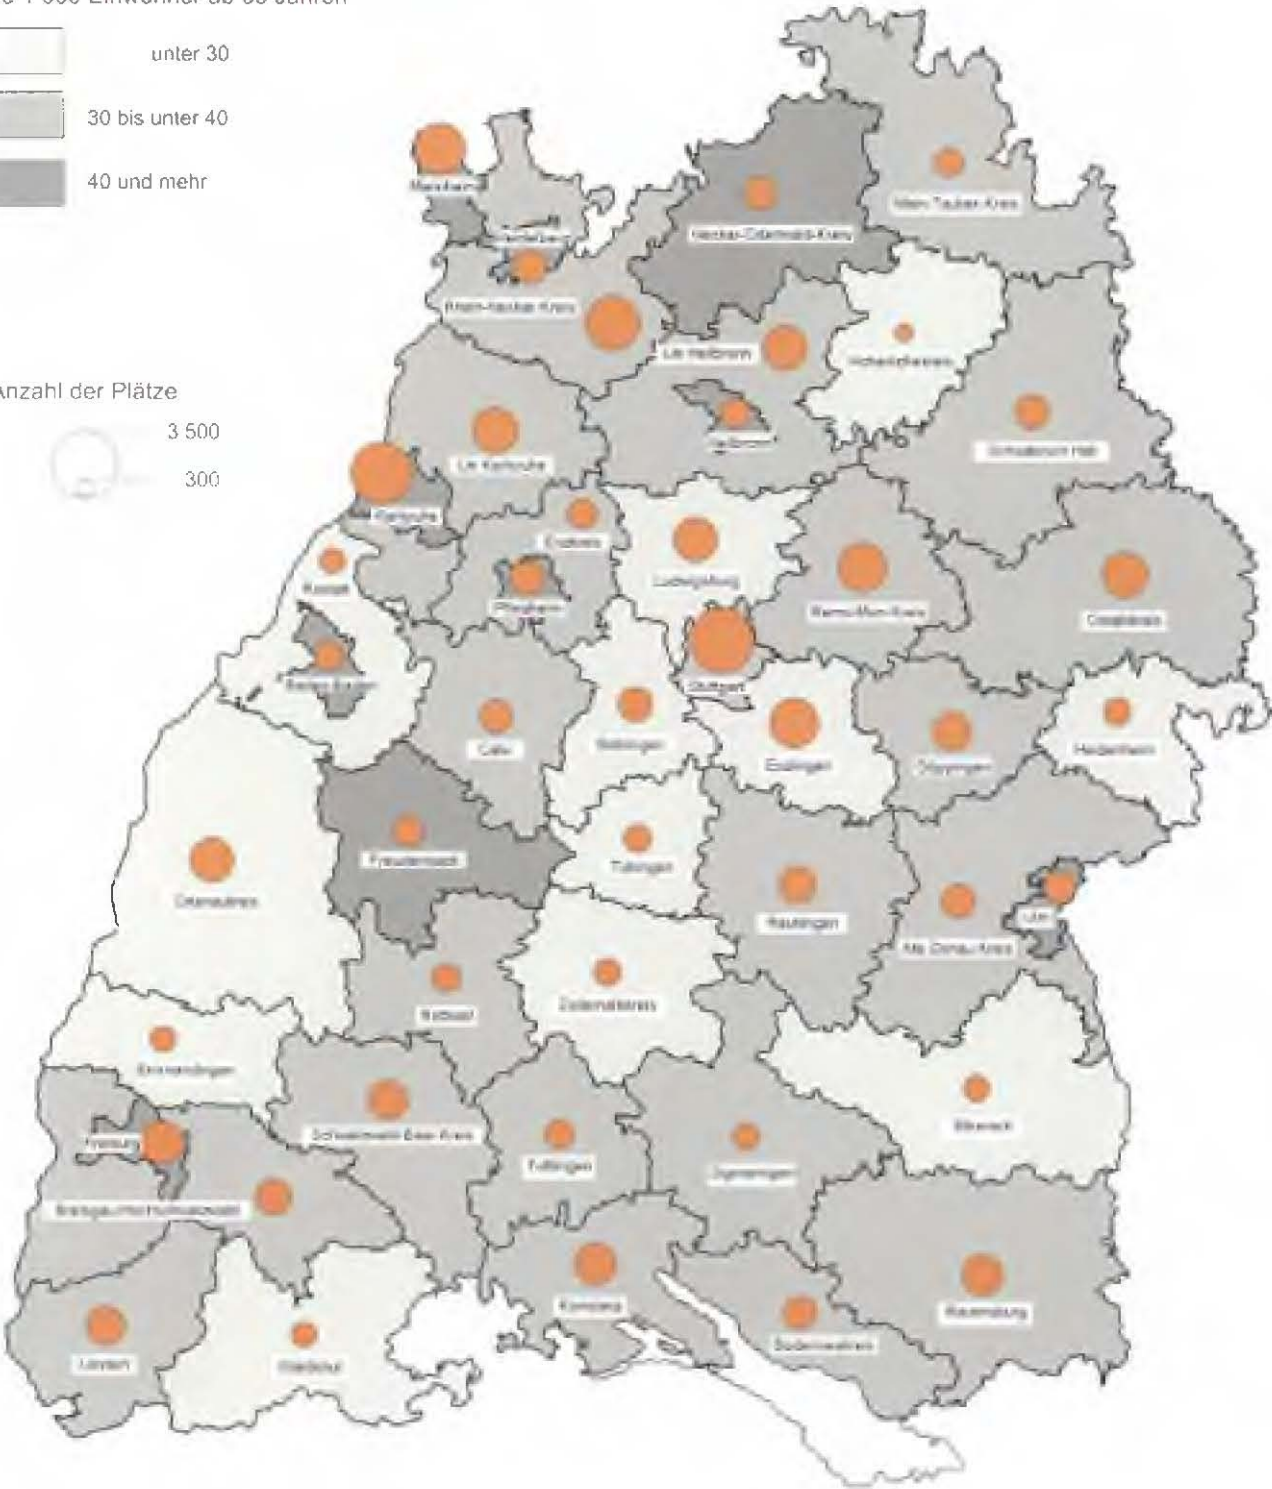 unter 30
30 bis unter 40
40 und mehr
Anzahl der Plätze
3 500
300
Mannheim
Main-Tauber-Kreis
Neckar-Odenwald-Kreis
Heidelberg
Rhein-Neckar-Kreis
Lkr Heilbronn
Hohenlohekreis
Heilbronn
Schwäbisch Hall
Lkr Karlsruhe
Karlsruhe
Enzkreis
Ludwigsburg
Rastatt
Pforzheim
Rems-Murr-Kreis
Ostalbkreis
Baden-Baden
Stuttgart
Calw
Böblingen
Esslingen
Göppingen
Heidenheim
Freudenstadt
Tübingen
Ortenaukreis
Reutlingen
Ulm
Alb-Donau-Kreis
Rottweil
Zollernalbkreis
Emmendingen
Biberach
Schwarzwald-Baar-Kreis
Freiburg
Tuttlingen
Sigmaringen
Breisgau-Hochschwarzwald
Konstanz
Ravensburg
Bodenseekreis
Lörrach
Waldshut